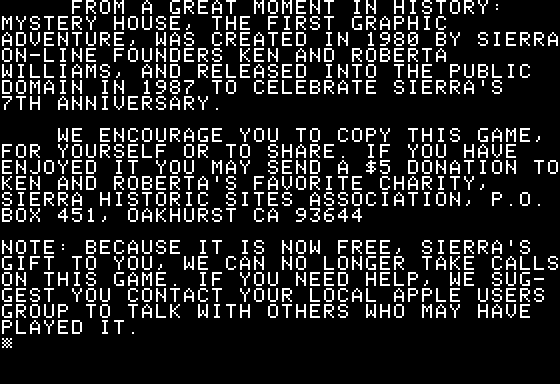 FROM A GREAT MOMENT IN HISTORY:
MYSTERY HOUSE, THE FIRST GRAPHIC
ADVENTURE, WAS CREATED IN 1980 BY SIERRA
ON-LINE FOUNDERS KEN AND ROBERTA
WILLIAMS, AND RELEASED INTO THE PUBLIC
DOMAIN IN 1987 TO CELEBRATE SIERRA'S
7TH ANNIVERSARY.
WE ENCOURAGE YOU TO COPY THIS GAME,
FOR YOURSELF OR TO SHARE. IF YOU HAVE
ENJOYED IT YOU MAY SEND A $5 DONATION TO
KEN AND ROBERTA'S FAVORITE CHARITY,
SIERRA HISTORIC SITES ASSOCIATION, P.O.
BOX 451, OAKHURST CA 93644
NOTE: BECAUSE IT IS NOW FREE, SIERRA'S
GIFT TO YOU, WE CAN NO LONGER TAKE CALLS
ON THIS GAME. IF YOU NEED HELP, WE SUG-
GEST YOU CONTACT YOUR LOCAL APPLE USERS
GROUP TO TALK WITH OTHERS WHO MAY HAVE
PLAYED IT.